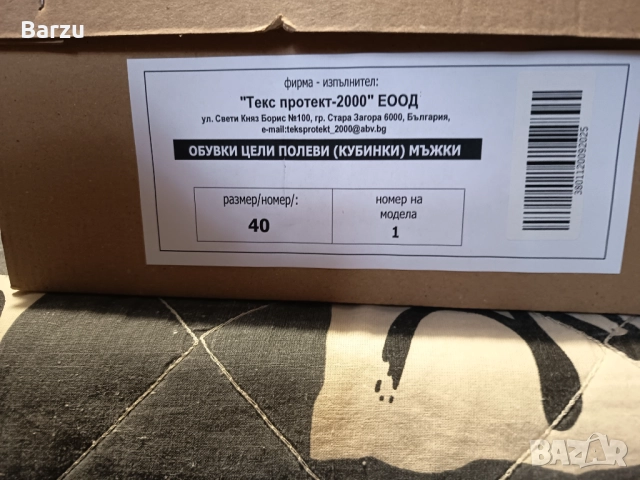 Barzu
фирма - изпълнител:
"Текс протект-2000" ЕООД
ул. Свети Княз Борис №100, гр. Стара Загора 6000, България,
e-mail:teksprotekt_2000@abv.bg
ОБУВКИ ЦЕЛИ ПОЛЕВИ (КУБИНКИ) МЪЖКИ
размер/номер/:
40
номер на
модела
1
3801120092025
BAZAR